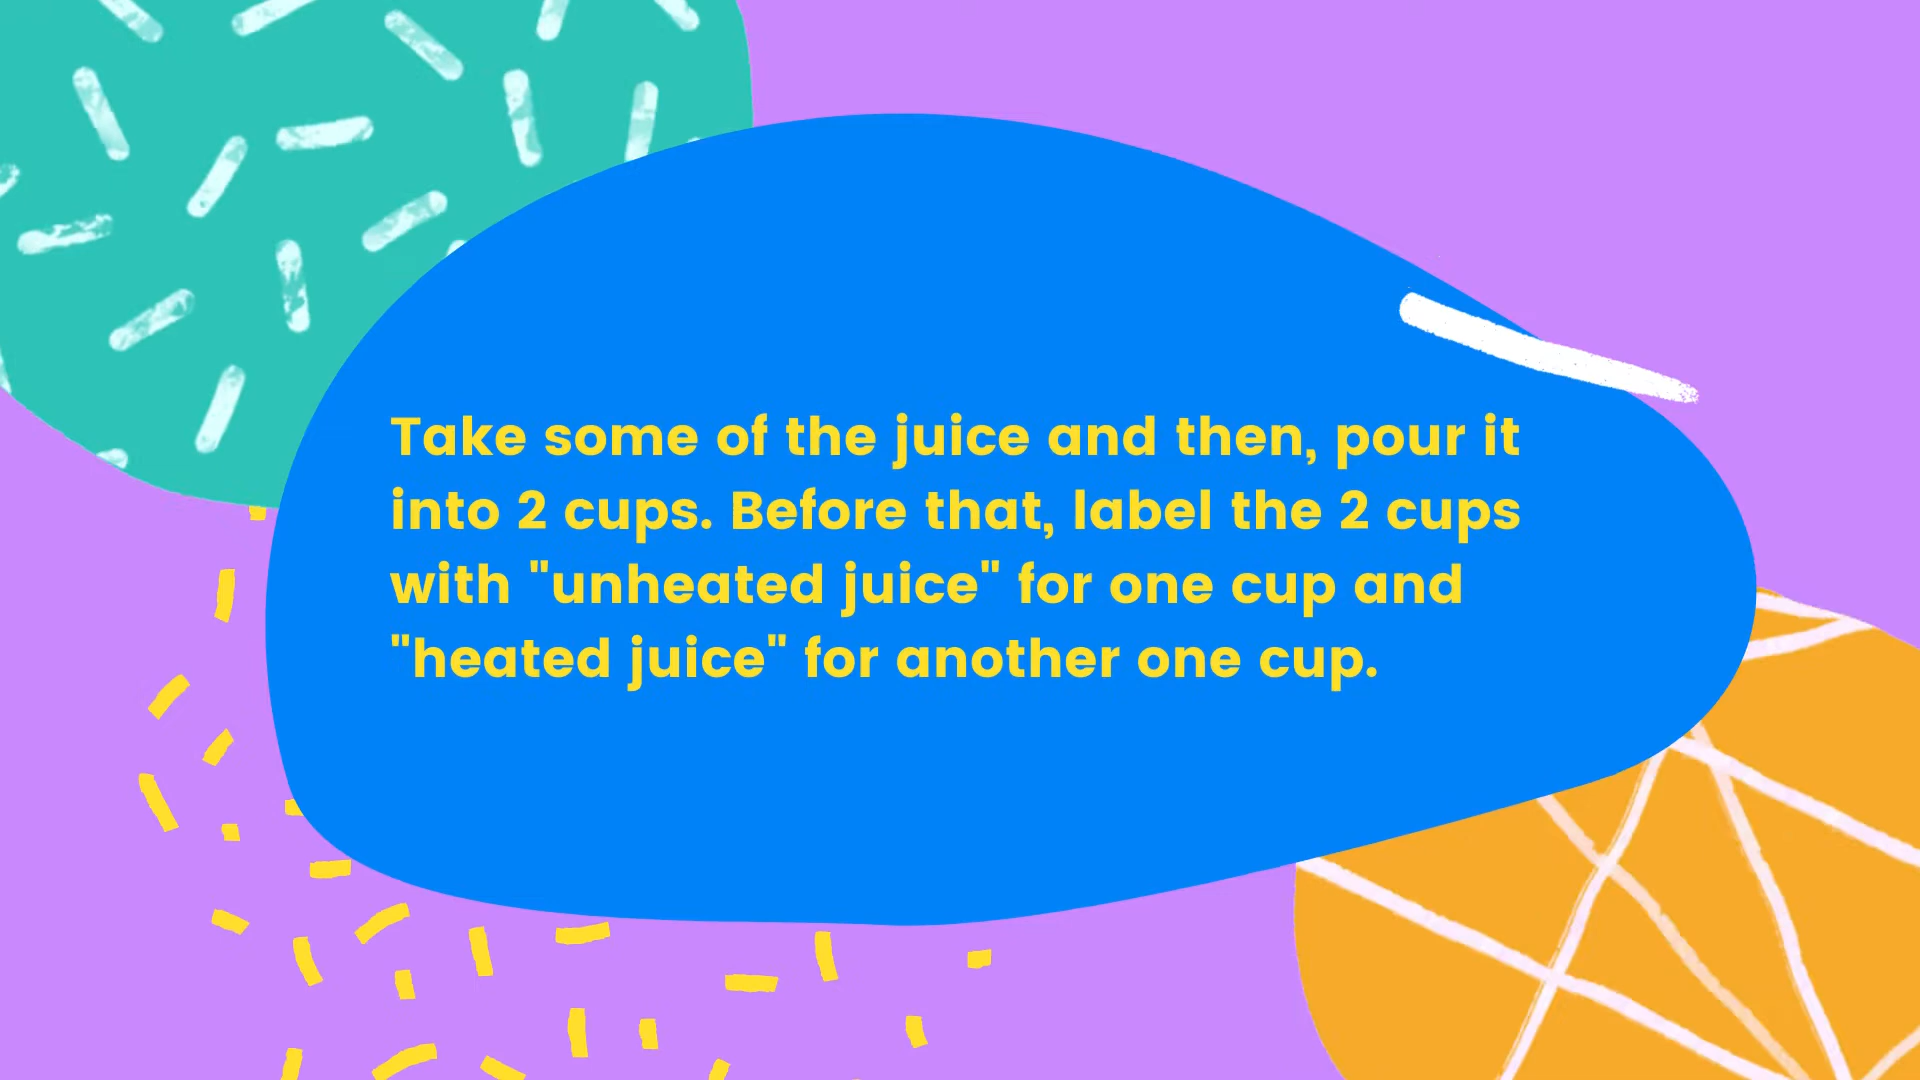 Take some of the juice and then, pour it
into 2 cups. Before that, label the 2 cups
with "unheated juice" for one cup and
"heated juice" for another one cup.